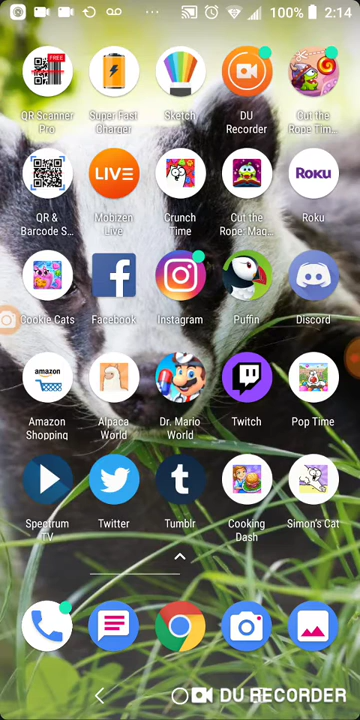 100% 2:14
FREE
QR Scanner Pro
Super Fast Charger
Sketch
DU Recorder
Cut the Rope Tim...
LIVE
Roku
QR & Barcode S...
Mobizen Live
Crunch Time
Cut the Rope: Mag...
Roku
Cookie Cats
Facebook
Instagram
Puffin
Discord
amazon
Amazon Shopping
Alpaca World
Dr. Mario World
Twitch
Pop Time
Spectrum TV
Twitter
Tumblr
Cooking Dash
Simon's Cat
DU RECORDER